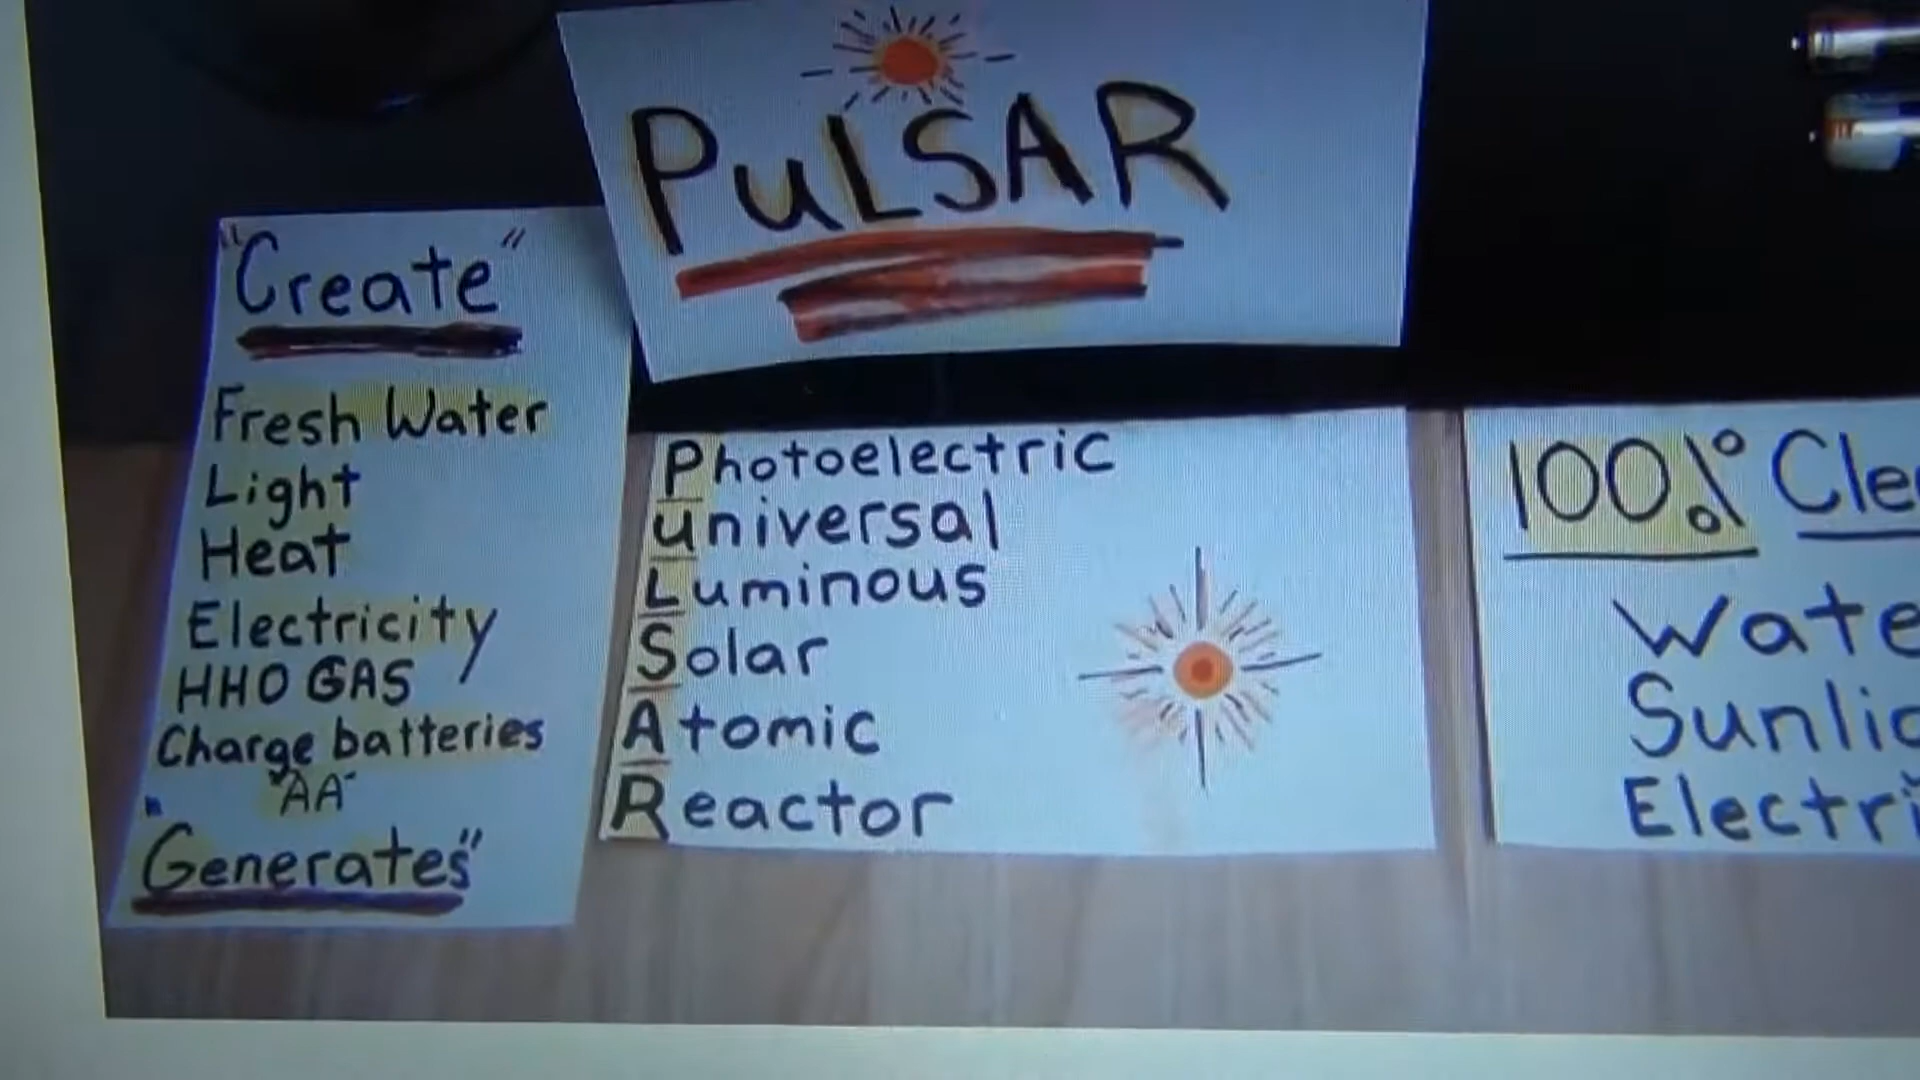 PULSAR
"Create"
Fresh Water
Light
Heat
Electricity
HHO GAS
Charge batteries
"AA"
"Generates"
Photoelectric
Universal
Luminous
Solar
Atomic
Reactor
100%